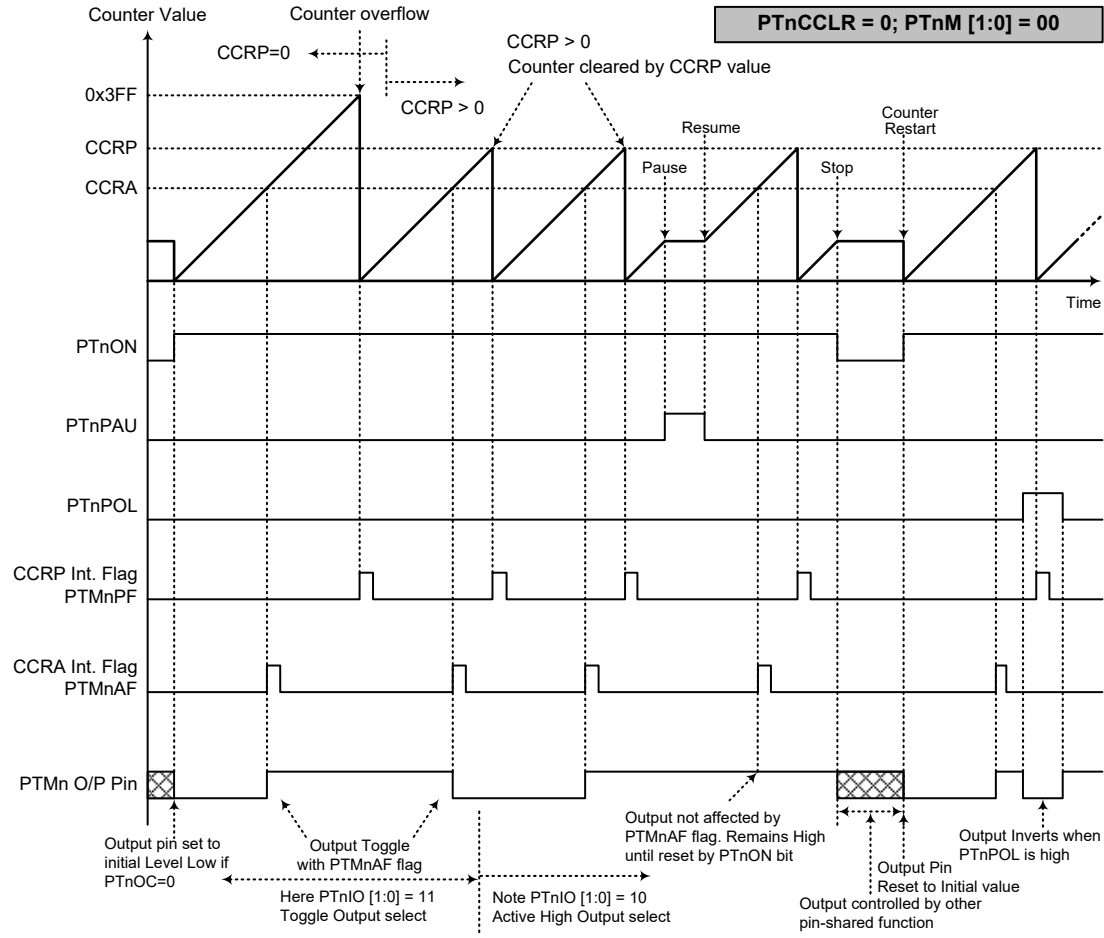 Counter Value
Counter overflow
PTnCCLR = 0; PTnM [1:0] = 00
CCRP=0
CCRP > 0
CCRP > 0
Counter cleared by CCRP value
0x3FF
CCRP
CCRA
Pause
Resume
Stop
Counter
Restart
Time
PTnON
PTnPAU
PTnPOL
CCRP Int. Flag
PTMnPF
CCRA Int. Flag
PTMnAF
PTMn O/P Pin
Output pin set to
initial Level Low if
PTnOC=0
Output Toggle
with PTMnAF flag
Here PTnIO [1:0] = 11
Toggle Output select
Note PTnIO [1:0] = 10
Active High Output select
Output not affected by
PTMnAF flag. Remains High
until reset by PTnON bit
Output Pin
Reset to Initial value
Output controlled by other
pin-shared function
Output Inverts when
PTnPOL is high